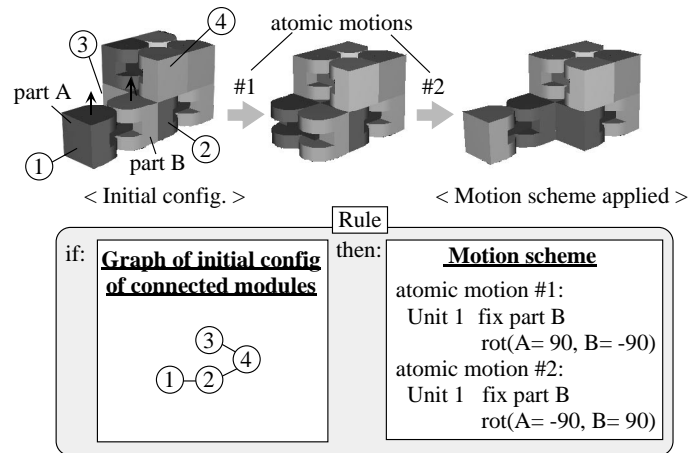 atomic motions
③
④
#1
#2
part A
①
part B
②
< Initial config. >
< Motion scheme applied >
Rule
if:
Graph of initial config
of connected modules
③
④
①
②
then:
Motion scheme
atomic motion #1:
Unit 1 fix part B
rot(A= 90, B= -90)
atomic motion #2:
Unit 1 fix part B
rot(A= -90, B= 90)